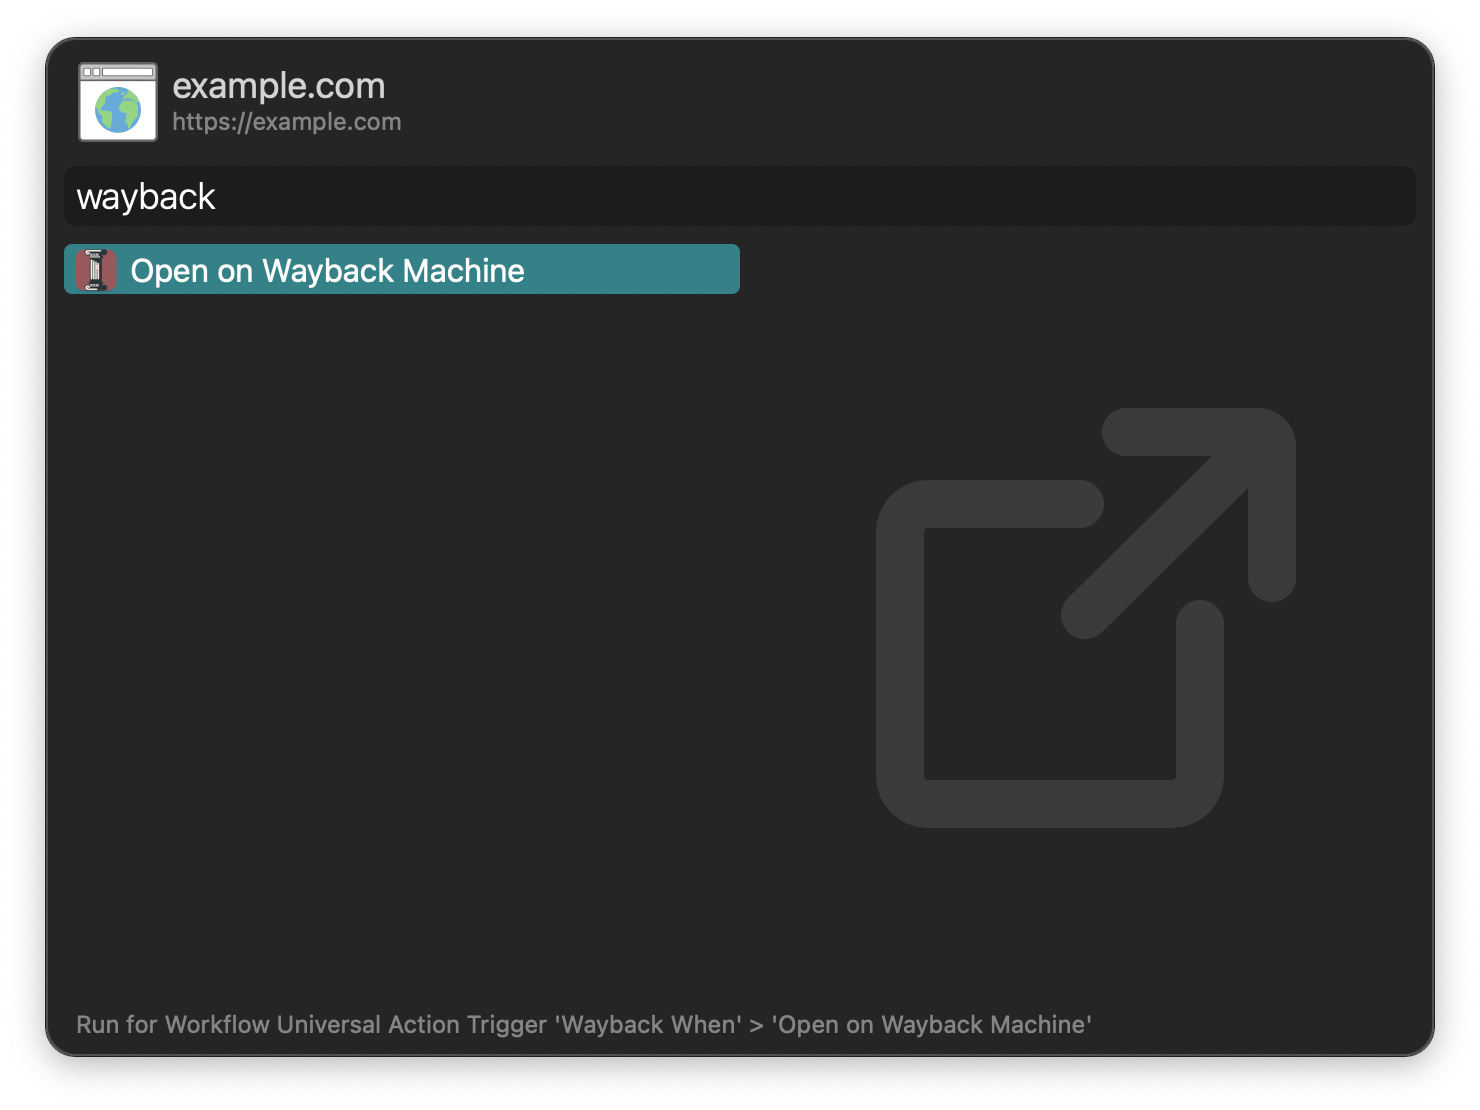 example.com
https://example.com
wayback
Open on Wayback Machine
Run for Workflow Universal Action Trigger 'Wayback When' > 'Open on Wayback Machine'